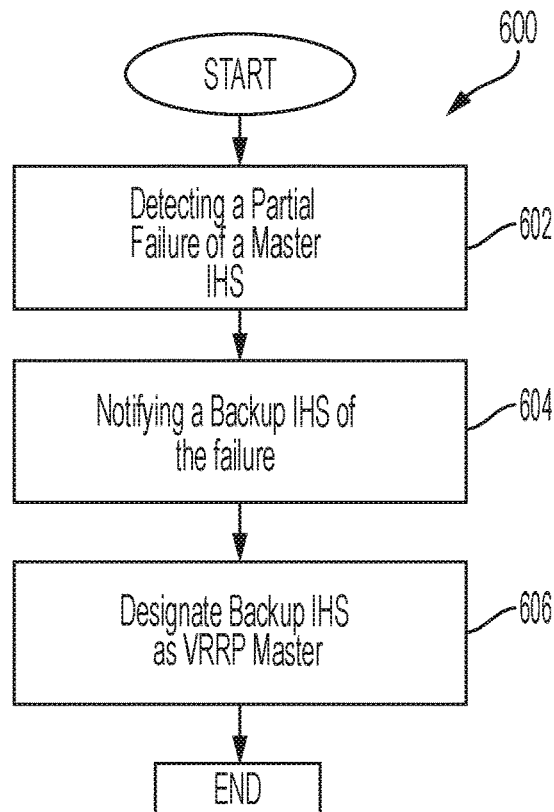 600
START
Detecting a Partial
Failure of a Master
IHS
602
Notifying a Backup IHS of
the failure
604
Designate Backup IHS
as VRRP Master
606
END